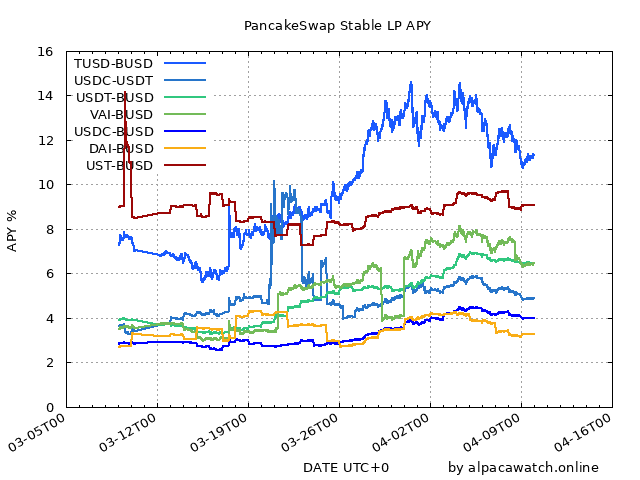 PancakeSwap Stable LP APY
16
14
12
10
8
6
4
2
0
APY %
TUSD-BUSD
USDC-USDT
USDT-BUSD
VAI-BUSD
USDC-BUSD
DAI-BUSD
UST-BUSD
03-05T00 03-12T00 03-19T00 03-26T00 04-02T00 04-09T00 04-16T00
DATE UTC+0 by alpacawatch.online